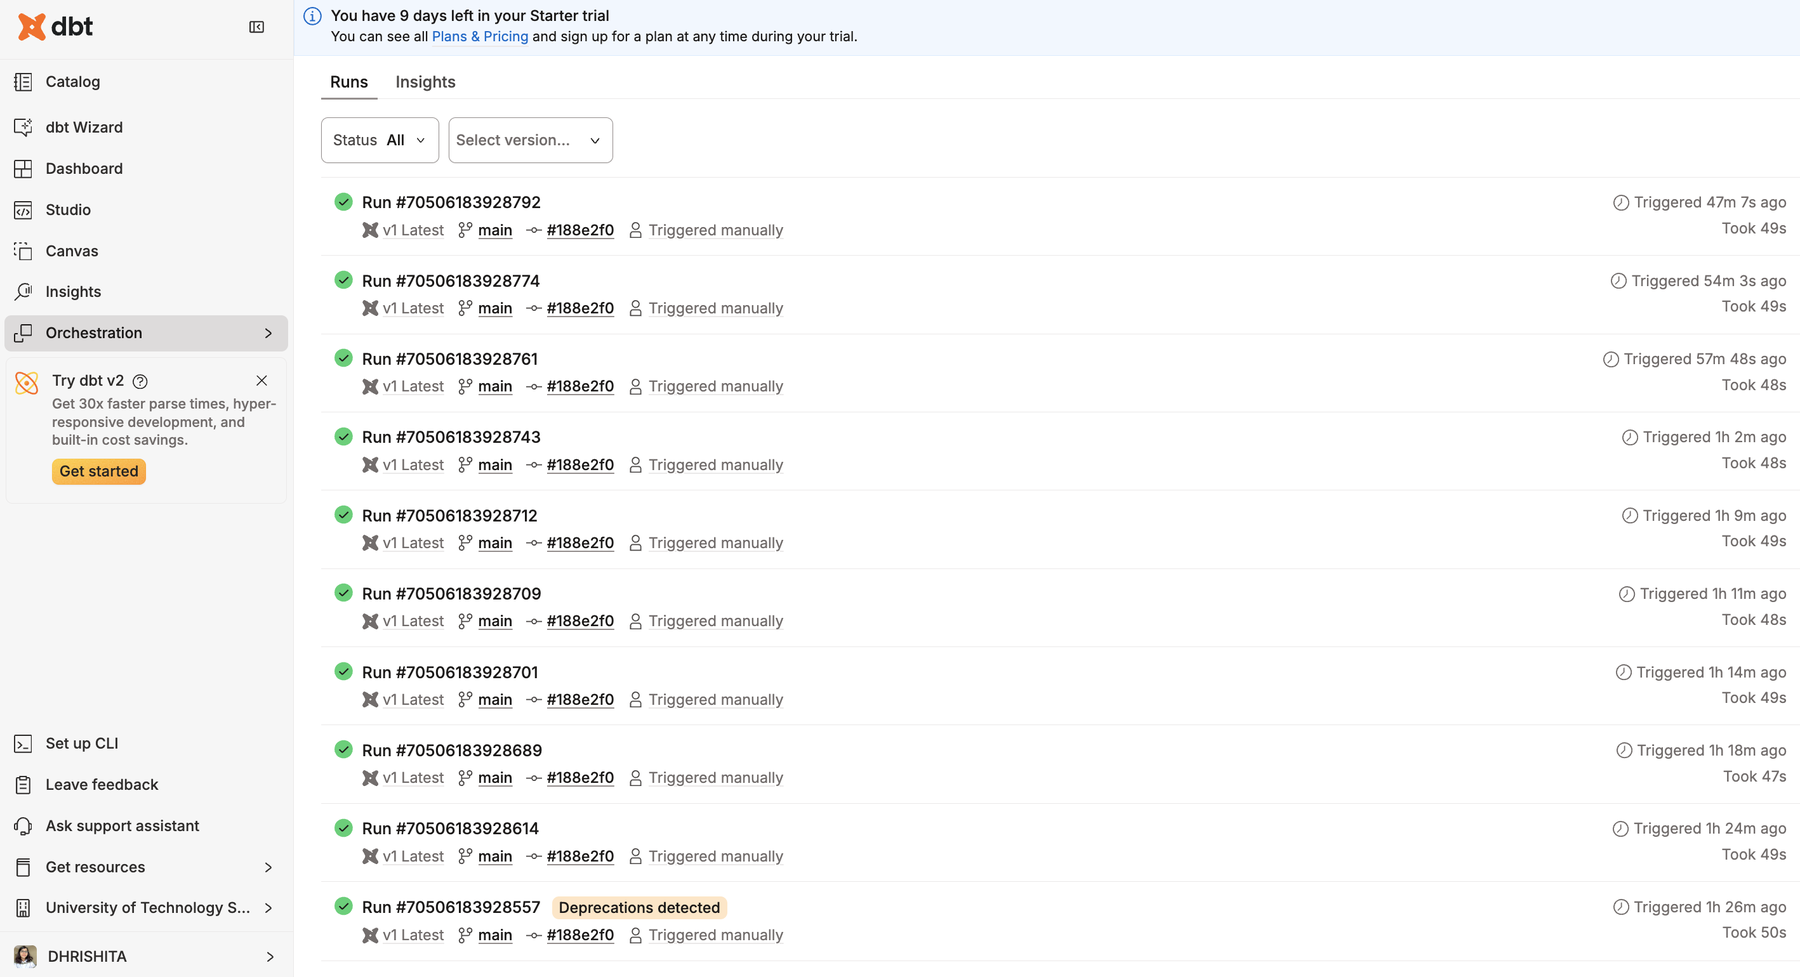 dbt
Catalog
dbt Wizard
Dashboard
Studio
Canvas
Insights
Orchestration
Try dbt v2
Get 30x faster parse times, hyper-
responsive development, and
built-in cost savings.
Get started
Set up CLI
Leave feedback
Ask support assistant
Get resources
University of Technology S...
DHRISHITA
You have 9 days left in your Starter trial
You can see all Plans & Pricing and sign up for a plan at any time during your trial.
Runs Insights
Status All Select version...
Run #70506183928792 Triggered 47m 7s ago
v1 Latest main #188e2f0 Triggered manually Took 49s
Run #70506183928774 Triggered 54m 3s ago
v1 Latest main #188e2f0 Triggered manually Took 49s
Run #70506183928761 Triggered 57m 48s ago
v1 Latest main #188e2f0 Triggered manually Took 48s
Run #70506183928743 Triggered 1h 2m ago
v1 Latest main #188e2f0 Triggered manually Took 48s
Run #70506183928712 Triggered 1h 9m ago
v1 Latest main #188e2f0 Triggered manually Took 49s
Run #70506183928709 Triggered 1h 11m ago
v1 Latest main #188e2f0 Triggered manually Took 48s
Run #70506183928701 Triggered 1h 14m ago
v1 Latest main #188e2f0 Triggered manually Took 49s
Run #70506183928689 Triggered 1h 18m ago
v1 Latest main #188e2f0 Triggered manually Took 47s
Run #70506183928614 Triggered 1h 24m ago
v1 Latest main #188e2f0 Triggered manually Took 49s
Run #70506183928557 Deprecations detected Triggered 1h 26m ago
v1 Latest main #188e2f0 Triggered manually Took 50s